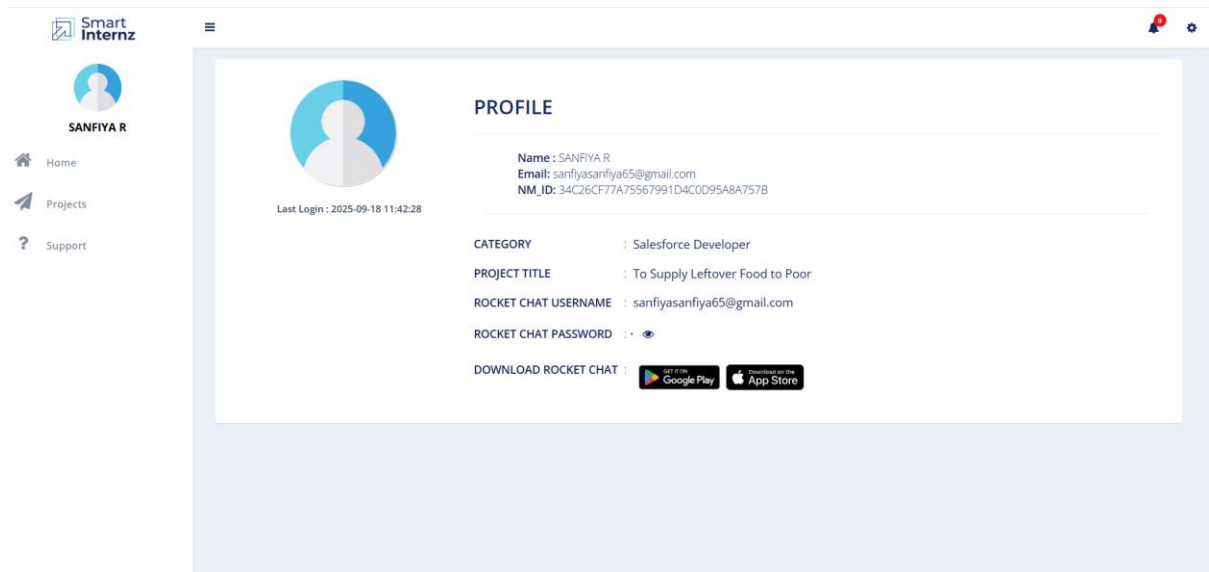 Smart
Internz
0
SANFIYA R
Home
Projects
Support
Last Login : 2025-09-18 11:42:28
PROFILE
Name : SANFIYA R
Email: sanfiyasanfiya65@gmail.com
NM_ID: 34C26CF77A75567991D4C0D95A8A757B
CATEGORY : Salesforce Developer
PROJECT TITLE : To Supply Leftover Food to Poor
ROCKET CHAT USERNAME : sanfiyasanfiya65@gmail.com
ROCKET CHAT PASSWORD :
DOWNLOAD ROCKET CHAT :
GET IT ON
Google Play
Download on the
App Store